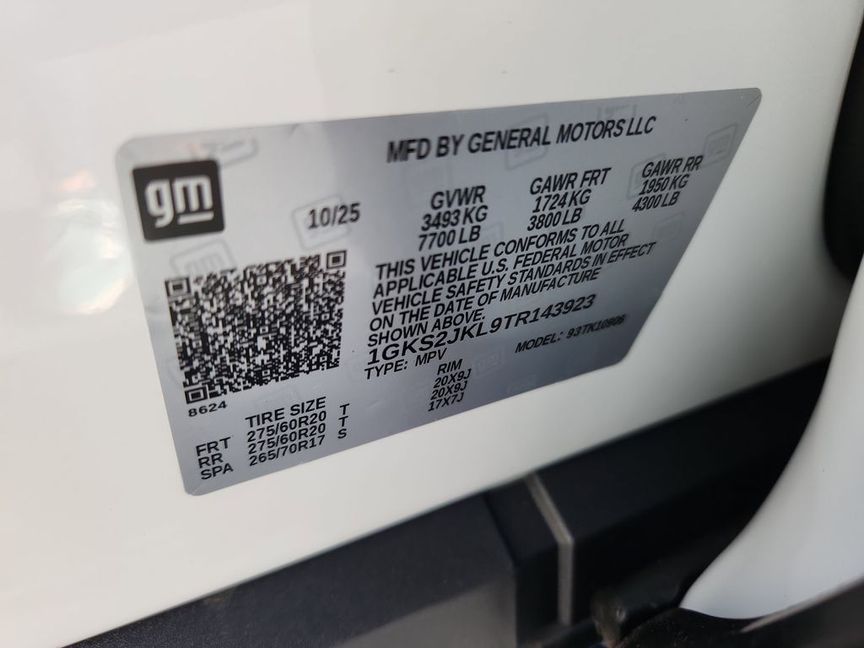 gm
MFD BY GENERAL MOTORS LLC
10/25
GVWR GAWR FRT GAWR RR
3493 KG 1724 KG 1950 KG
7700 LB 3800 LB 4300 LB
THIS VEHICLE CONFORMS TO ALL
APPLICABLE U.S. FEDERAL MOTOR
VEHICLE SAFETY STANDARDS IN EFFECT
ON THE DATE OF MANUFACTURE
SHOWN ABOVE.
1GKS2JKL9TR143923
TYPE: MPV MODEL: 93TK10906
8624
TIRE SIZE RIM
FRT 275/60R20 T 20X9J
RR 275/60R20 T 20X9J
SPA 265/70R17 S 17X7J